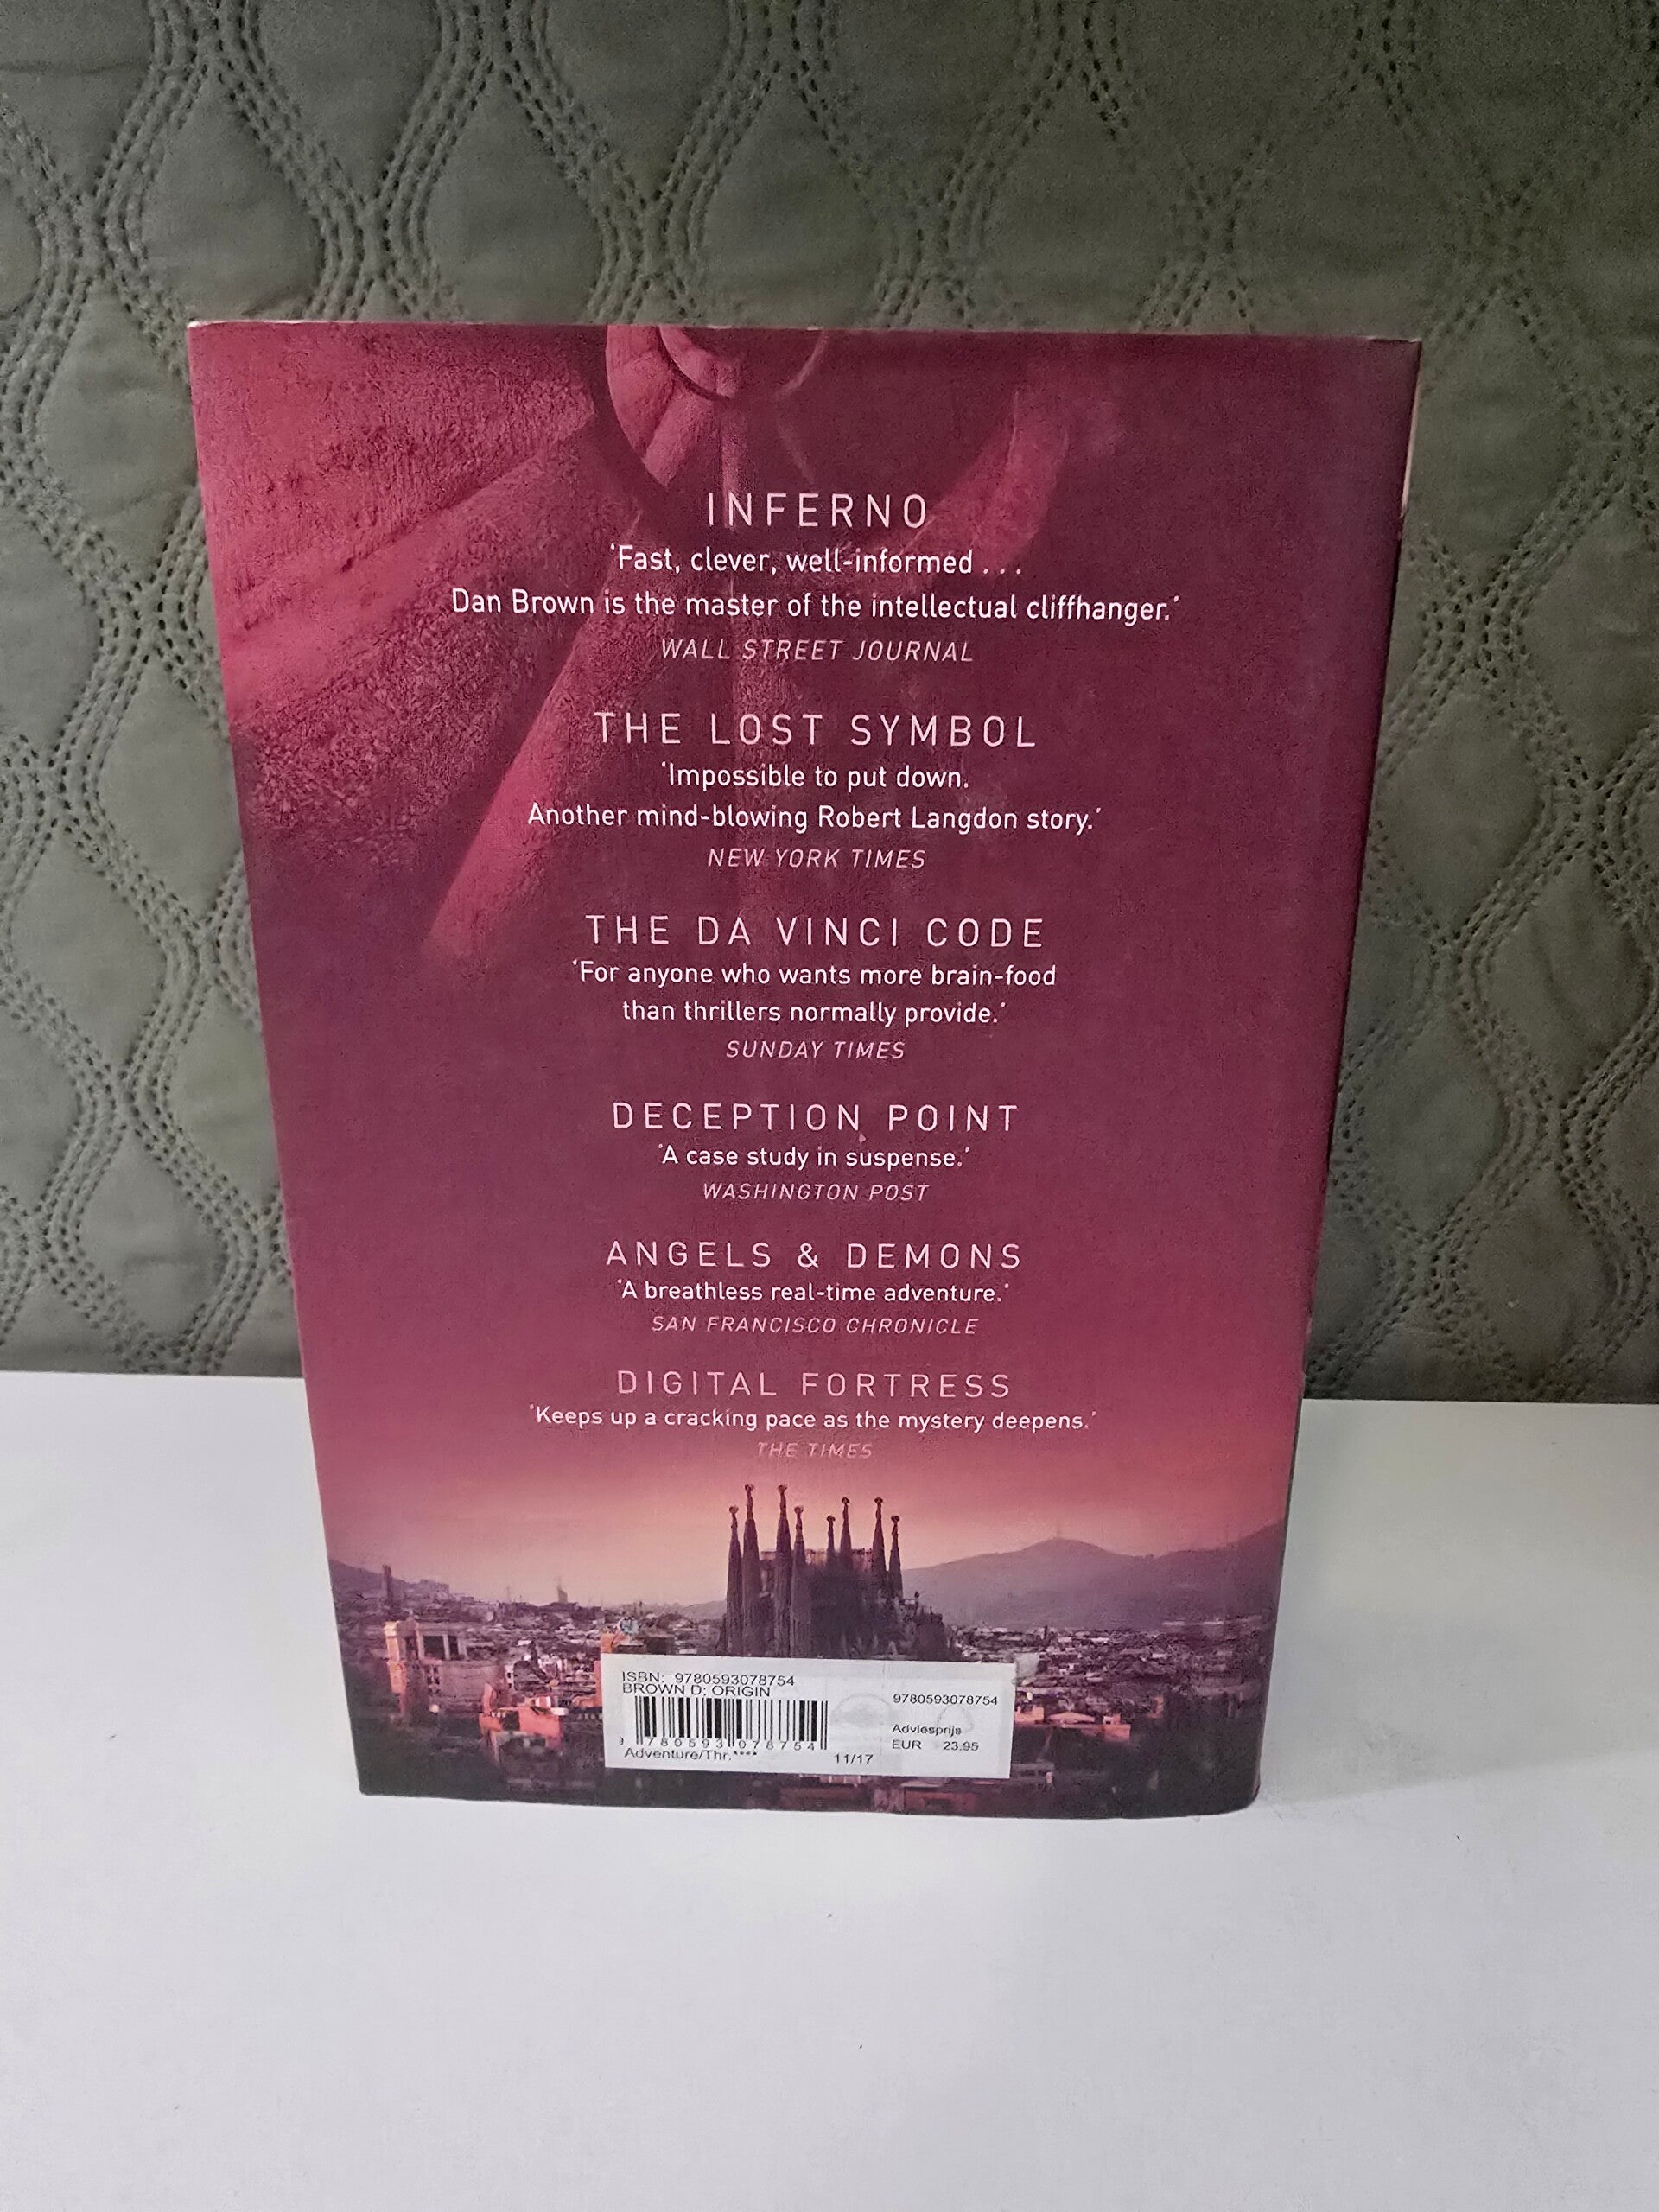 INFERNO
‘Fast, clever, well-informed . . .
Dan Brown is the master of the intellectual cliffhanger.’
WALL STREET JOURNAL
THE LOST SYMBOL
‘Impossible to put down.
Another mind-blowing Robert Langdon story.’
NEW YORK TIMES
THE DA VINCI CODE
‘For anyone who wants more brain-food
than thrillers normally provide.’
SUNDAY TIMES
DECEPTION POINT
‘A case study in suspense.’
WASHINGTON POST
ANGELS & DEMONS
‘A breathless real-time adventure.’
SAN FRANCISCO CHRONICLE
DIGITAL FORTRESS
‘Keeps up a cracking pace as the mystery deepens.’
THE TIMES
ISBN: 9780593078754
BROWN D; ORIGIN
9 780593 078754
Adventure/Thr.****
11/17
9780593078754
Adviesprijs
EUR 23.95